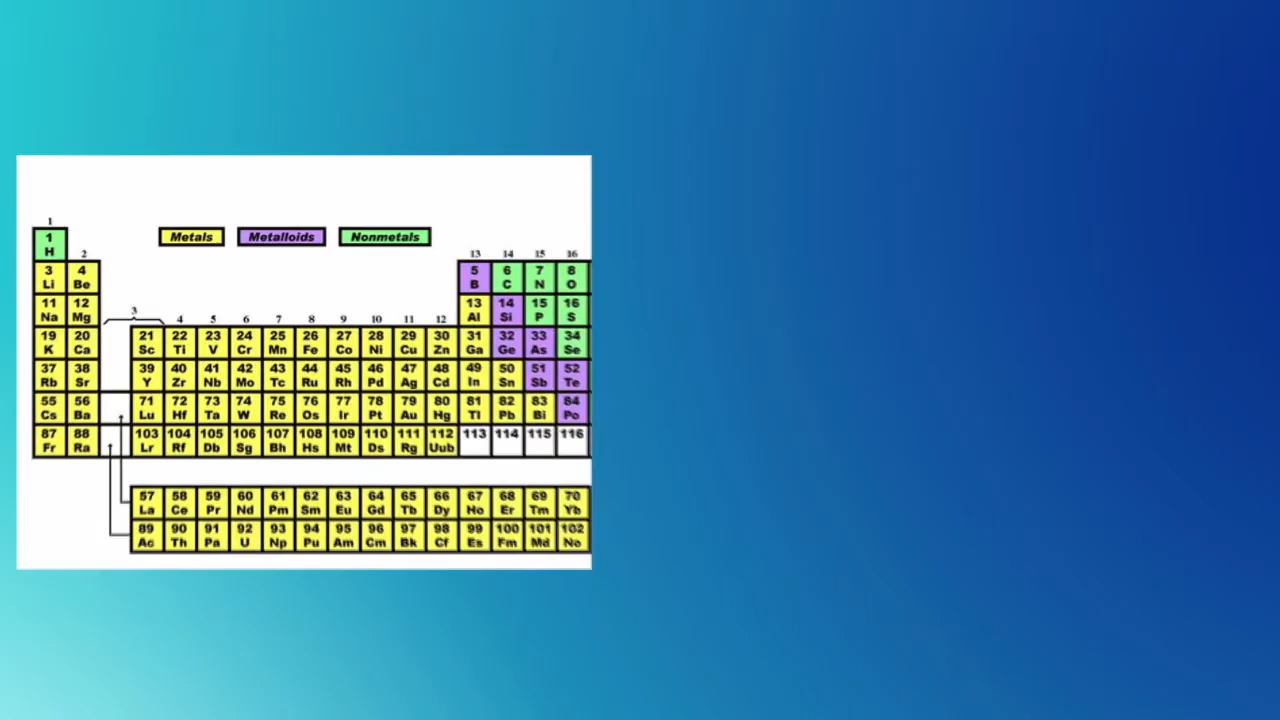 1
1
H
2
Metals Metalloids Nonmetals
13 14 15 16
3 4 5 6 7 8
Li Be B C N O
11 12 13 14 15 16
Na Mg Al Si P S
3 4 5 6 7 8 9 10 11 12
19 20 21 22 23 24 25 26 27 28 29 30 31 32 33 34
K Ca Sc Ti V Cr Mn Fe Co Ni Cu Zn Ga Ge As Se
37 38 39 40 41 42 43 44 45 46 47 48 49 50 51 52
Rb Sr Y Zr Nb Mo Tc Ru Rh Pd Ag Cd In Sn Sb Te
55 56 71 72 73 74 75 76 77 78 79 80 81 82 83 84
Cs Ba Lu Hf Ta W Re Os Ir Pt Au Hg Tl Pb Bi Po
87 88 103 104 105 106 107 108 109 110 111 112 113 114 115 116
Fr Ra Lr Rf Db Sg Bh Hs Mt Ds Rg Uub
57 58 59 60 61 62 63 64 65 66 67 68 69 70
La Ce Pr Nd Pm Sm Eu Gd Tb Dy Ho Er Tm Yb
89 90 91 92 93 94 95 96 97 98 99 100 101 102
Ac Th Pa U Np Pu Am Cm Bk Cf Es Fm Md No